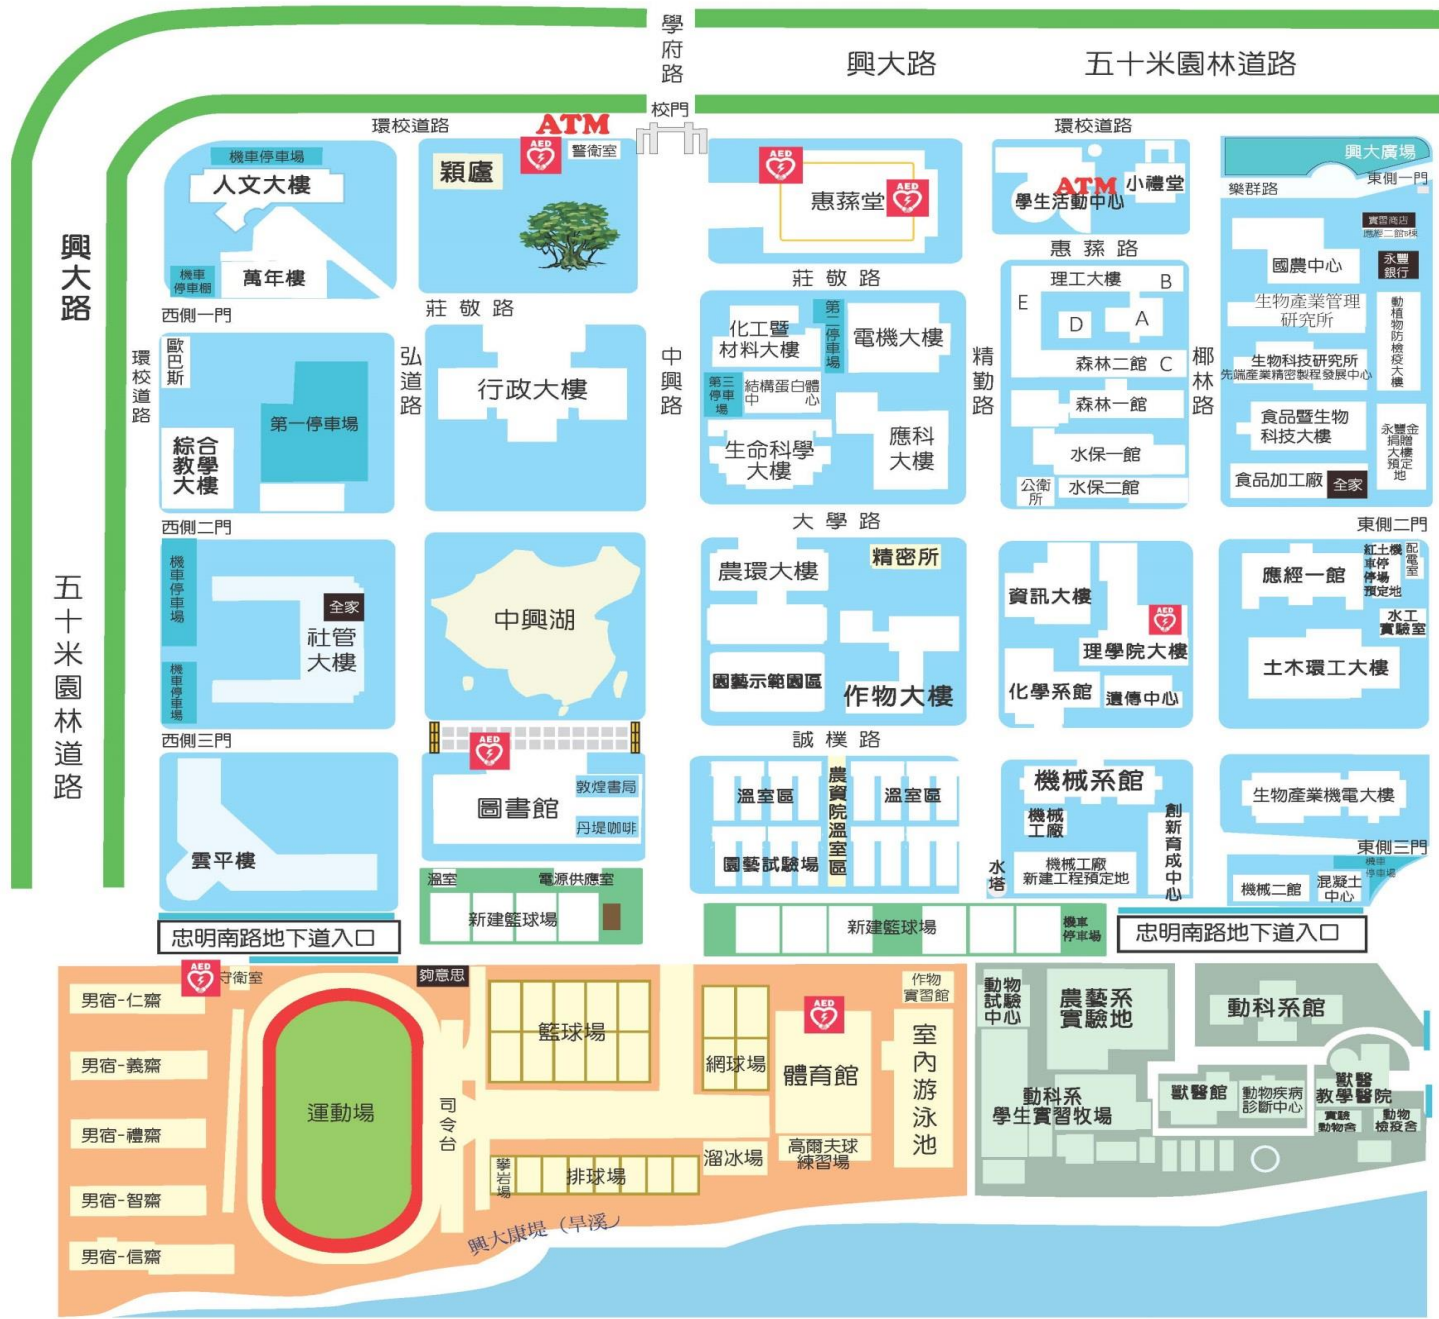 學府路
興大路
五十米園林道路
校門
環校道路
ATM
AED
警衛室
穎廬
機車停車場
人文大樓
機車
停車棚
萬年樓
西側一門
興大路
五十米園林道路
AED
AED
惠蓀堂
環校道路
ATM
學生活動中心
小禮堂
興大廣場
東側一門
樂群路
實習商店
應經二館B棟
國農中心
永豐
銀行
惠蓀路
莊敬路
莊敬路
環校道路
歐巴斯
第一停車場
綜合
教學
大樓
弘道路
行政大樓
中興路
化工暨
材料大樓
第二停車場
電機大樓
第三
停車
場
結構蛋白體
中心
生命科學
大樓
應科
大樓
精勤路
理工大樓
B
E
D
A
森林二館
C
森林一館
水保一館
公衛
所
水保二館
椰林路
生物產業管理
研究所
動植物防檢疫大樓
生物科技研究所
先端產業精密製程發展中心
食品暨生物
科技大樓
永豐金
捐贈
大樓
預定
地
食品加工廠
全家
西側二門
大學路
東側二門
機車停車場
全家
社管
大樓
機車停車場
中興湖
農環大樓
精密所
園藝示範園區
作物大樓
資訊大樓
AED
理學院大樓
化學系館
遺傳中心
應經一館
紅土機
車停
停場
預定地
配電室
水工
實驗室
土木環工大樓
西側三門
誠樸路
雲平樓
AED
圖書館
敦煌書局
丹堤咖啡
溫室區
農資院溫室區
溫室區
園藝試驗場
機械系館
機械
工廠
創新育成中心
水塔
機械工廠
新建工程預定地
生物產業機電大樓
東側三門
機車
停車場
機械二館
混凝土
中心
溫室
電源供應室
新建籃球場
新建籃球場
機車
停車場
忠明南路地下道入口
忠明南路地下道入口
AED
守衛室
夠意思
男宿-仁齋
男宿-義齋
男宿-禮齋
男宿-智齋
男宿-信齋
運動場
司令台
籃球場
網球場
AED
體育館
作物
實習館
室內游泳池
攀岩場
排球場
溜冰場
高爾夫球
練習場
興大康堤（旱溪）
動物
試驗
中心
農藝系
實驗地
動科系館
動科系
學生實習牧場
獸醫館
動物疾病
診斷中心
獸醫
教學醫院
實驗
動物舍
動物
檢疫舍